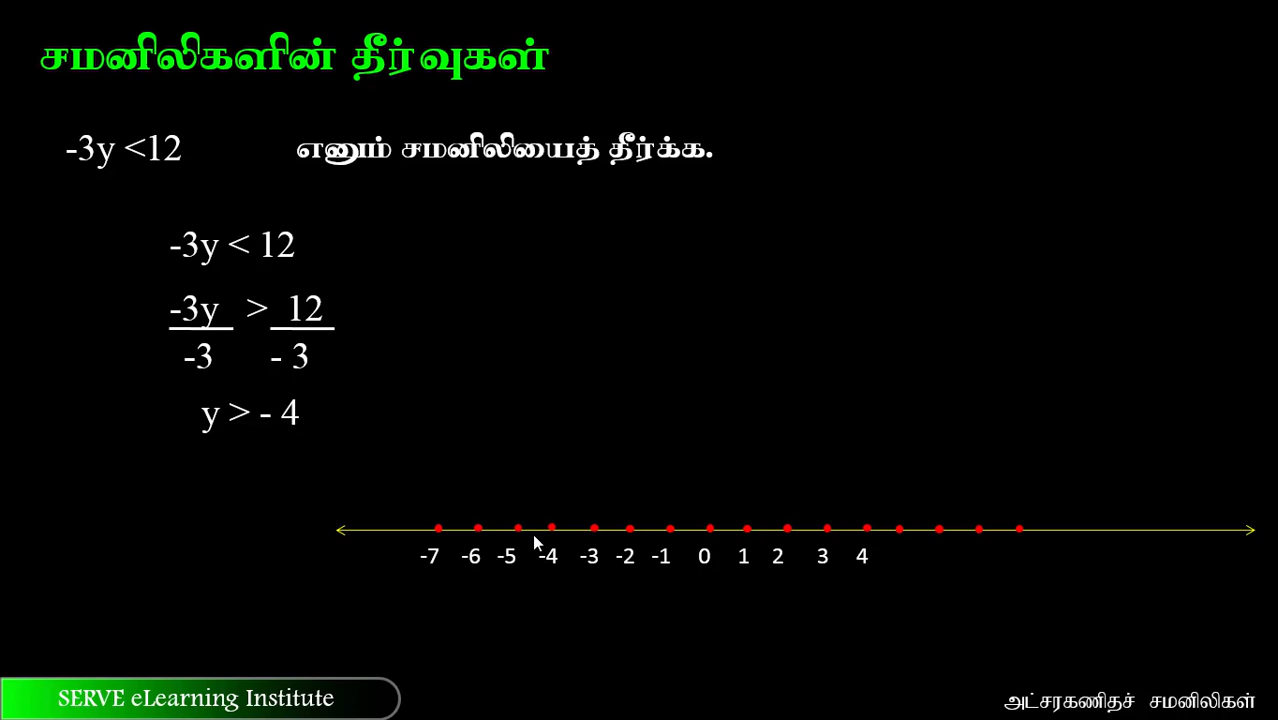 சமனிலிகளின் தீர்வுகள்
-3y <12 எனும் சமனிலியைத் தீர்க்க.
-3y < 12
-3y > 12
-3 - 3
y > - 4
-7 -6 -5 -4 -3 -2 -1 0 1 2 3 4
SERVE eLearning Institute
அட்சரகணிதச் சமனிலிகள்